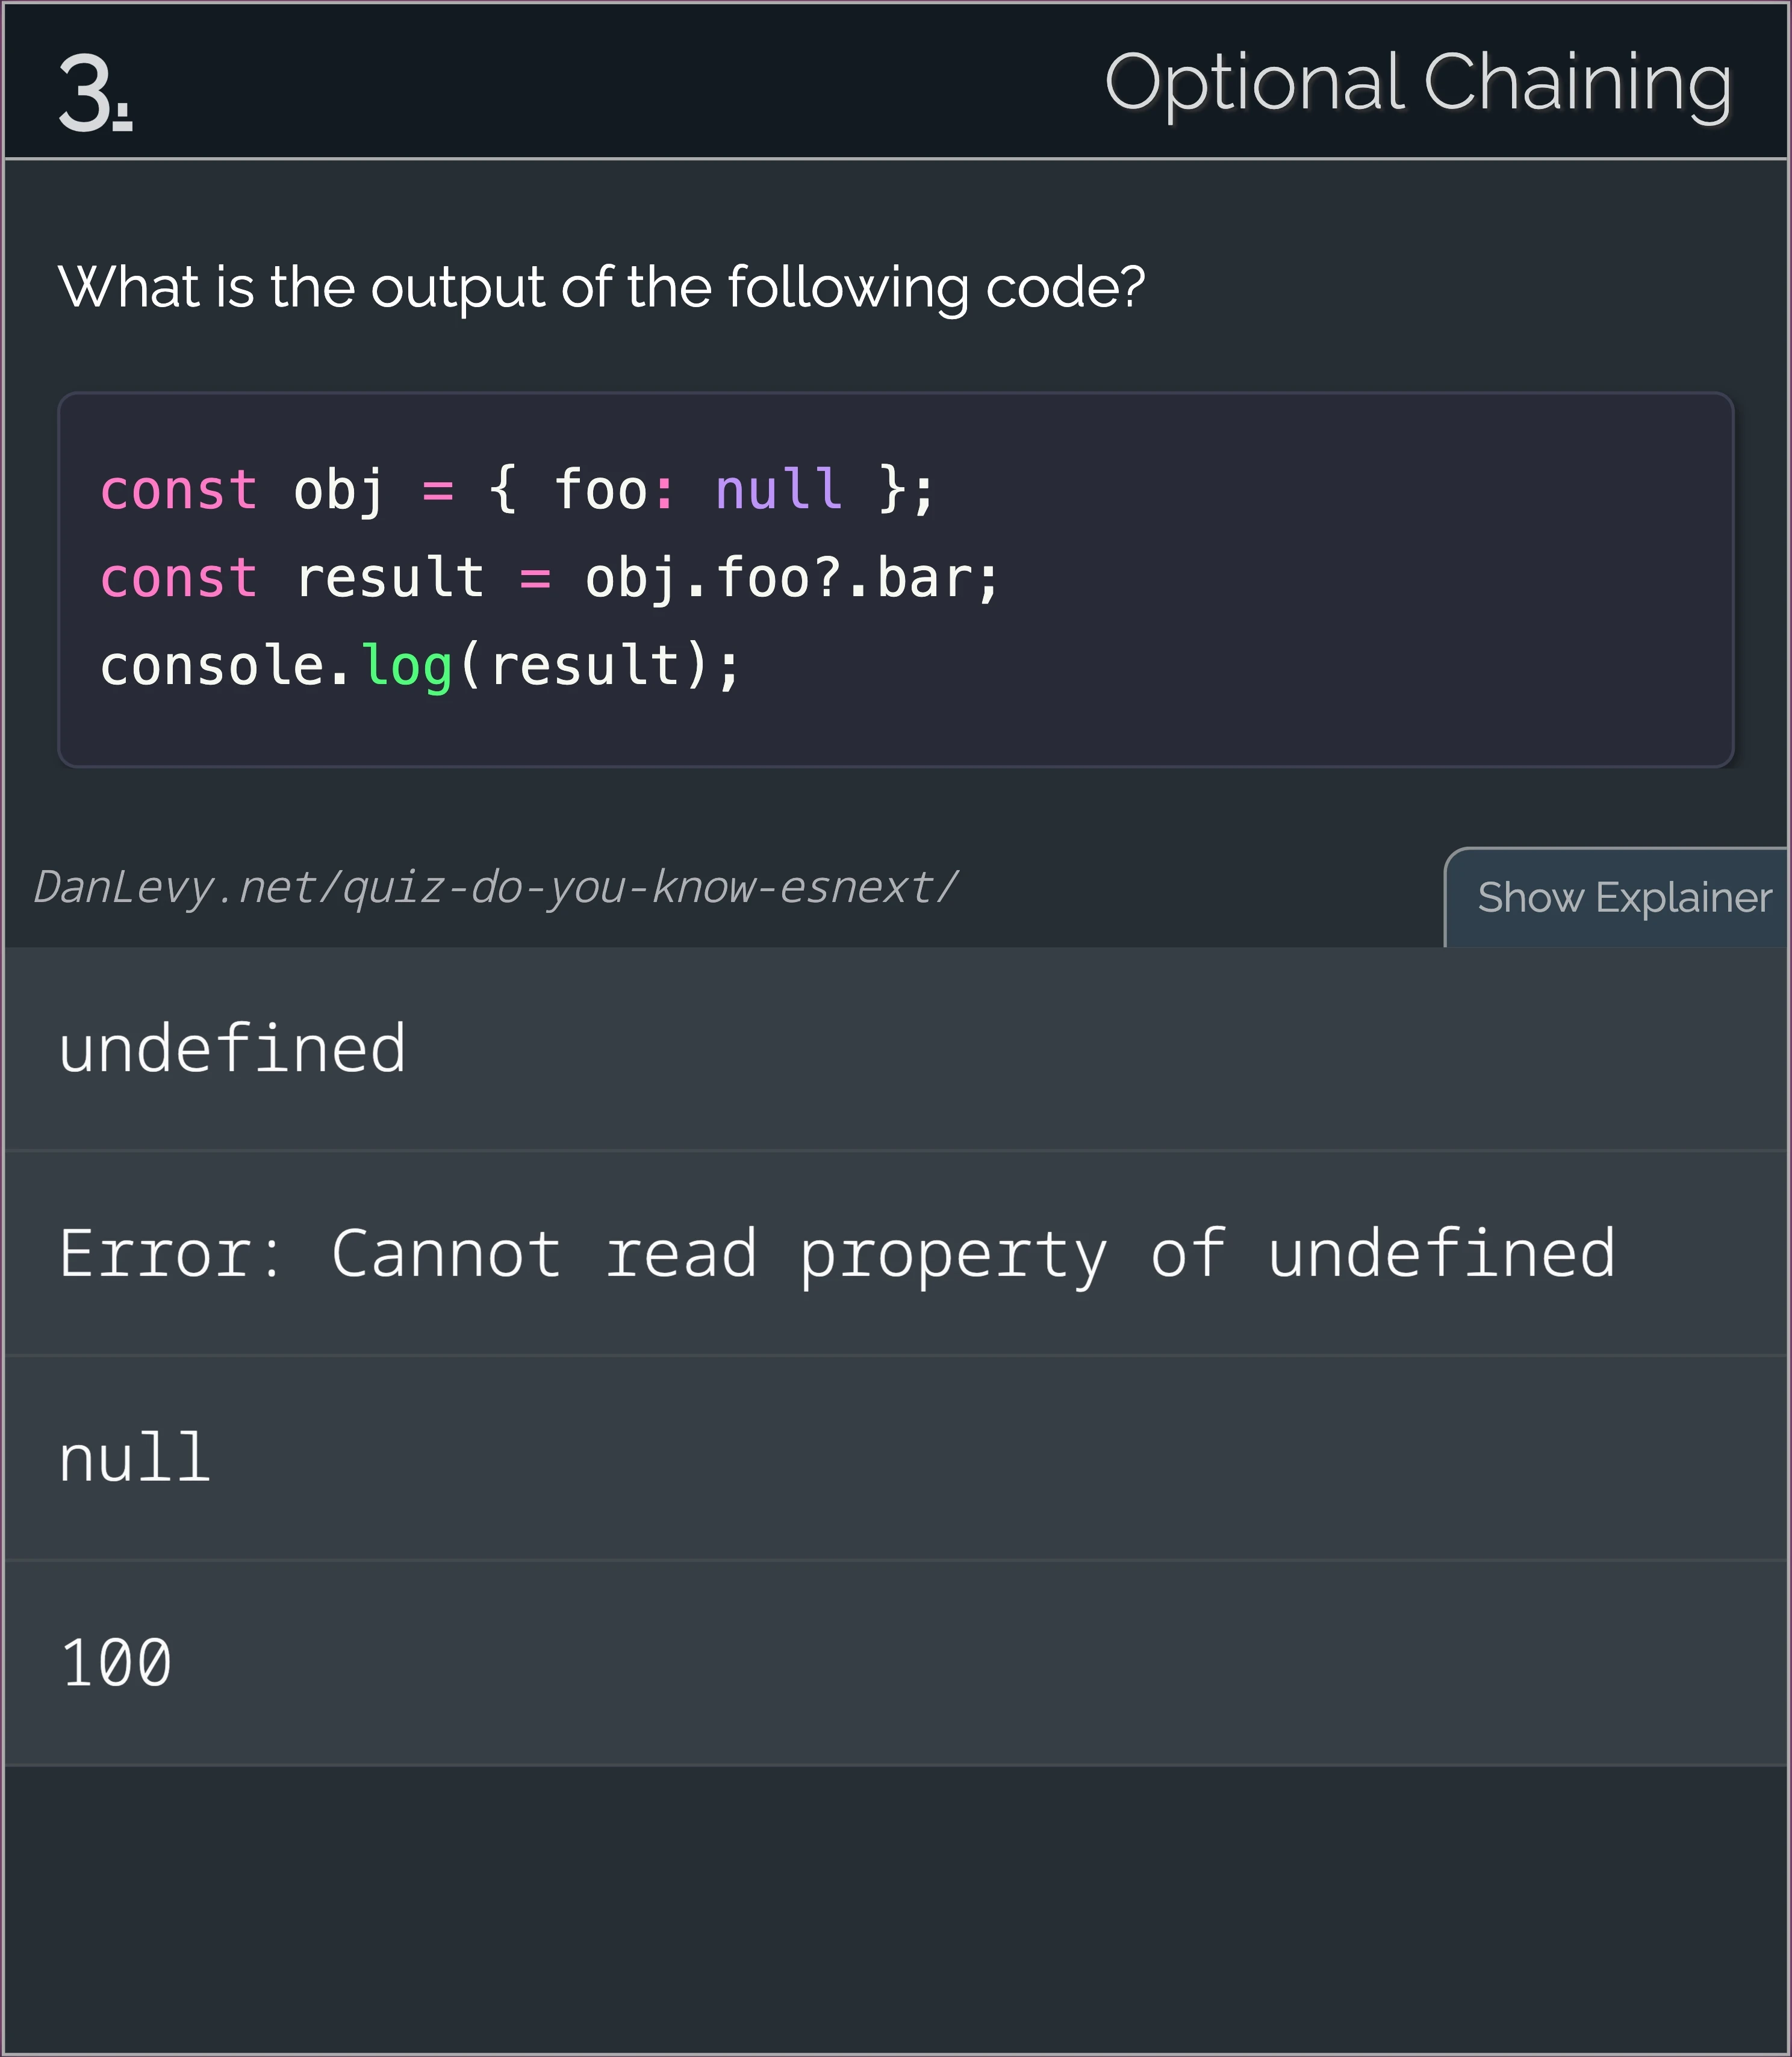 3.
Optional Chaining
What is the output of the following code?
const obj = { foo: null };
const result = obj.foo?.bar;
console.log(result);
DanLevy.net/quiz-do-you-know-esnext/
Show Explainer
undefined
Error: Cannot read property of undefined
null
100